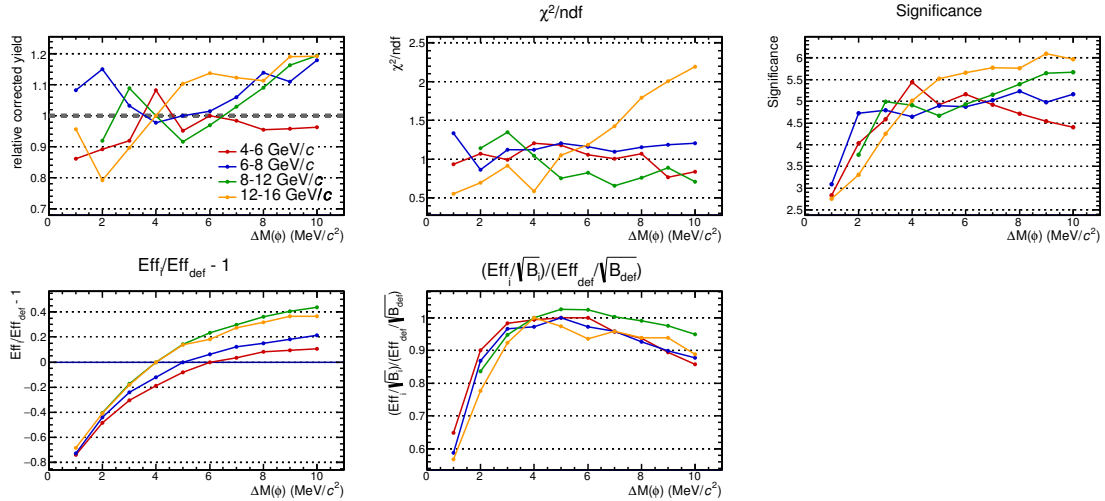 χ²/ndf
Significance
relative corrected yield
1.2
1.1
1
0.9
0.8
0.7
4-6 GeV/c
6-8 GeV/c
8-12 GeV/c
12-16 GeV/c
0 2 4 6 8 10
ΔM(ϕ) (MeV/c²)
χ²/ndf
2.5
2
1.5
1
0.5
0 2 4 6 8 10
ΔM(ϕ) (MeV/c²)
Significance
6
5.5
5
4.5
4
3.5
3
2.5
0 2 4 6 8 10
ΔM(ϕ) (MeV/c²)
Eff_i/Eff_def - 1
Eff/Eff_def - 1
0.4
0.2
0
−0.2
−0.4
−0.6
−0.8
0 2 4 6 8 10
ΔM(ϕ) (MeV/c²)
(Eff_i/√B_i)/(Eff_def/√B_def)
(Eff_i/√B_i)/(Eff_def/√B_def)
1
0.9
0.8
0.7
0.6
0 2 4 6 8 10
ΔM(ϕ) (MeV/c²)